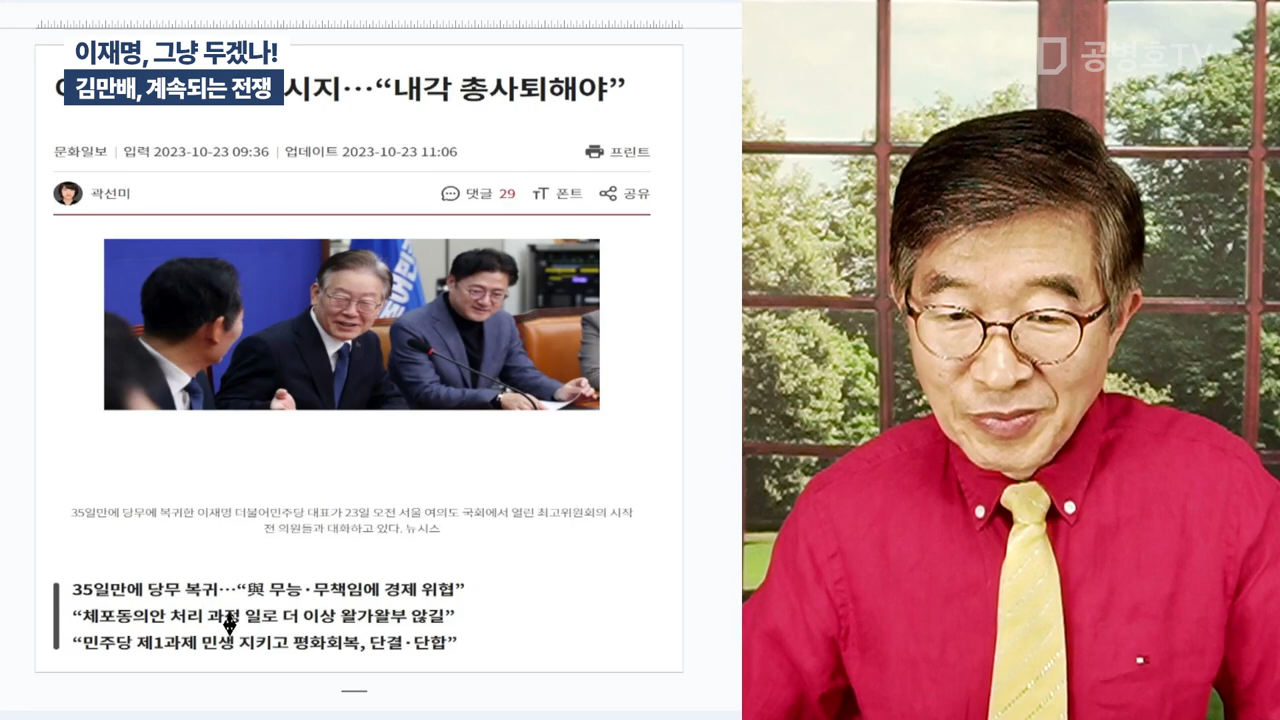 이재명, 그냥 두겠나!
김만배, 계속되는 전쟁
시지…“내각 총사퇴해야”
공병호TV
문화일보 | 입력 2023-10-23 09:36 | 업데이트 2023-10-23 11:06
프린트
곽선미
댓글 29 폰트 공유
35일만에 당무에 복귀한 이재명 더불어민주당 대표가 23일 오전 서울 여의도 국회에서 열린 최고위원회의 시작
전 의원들과 대화하고 있다. 뉴시스
35일만에 당무 복귀…“與 무능·무책임에 경제 위협”
“체포동의안 처리 과정 일로 더 이상 왈가왈부 않길”
“민주당 제1과제 민생 지키고 평화회복, 단결·단합”